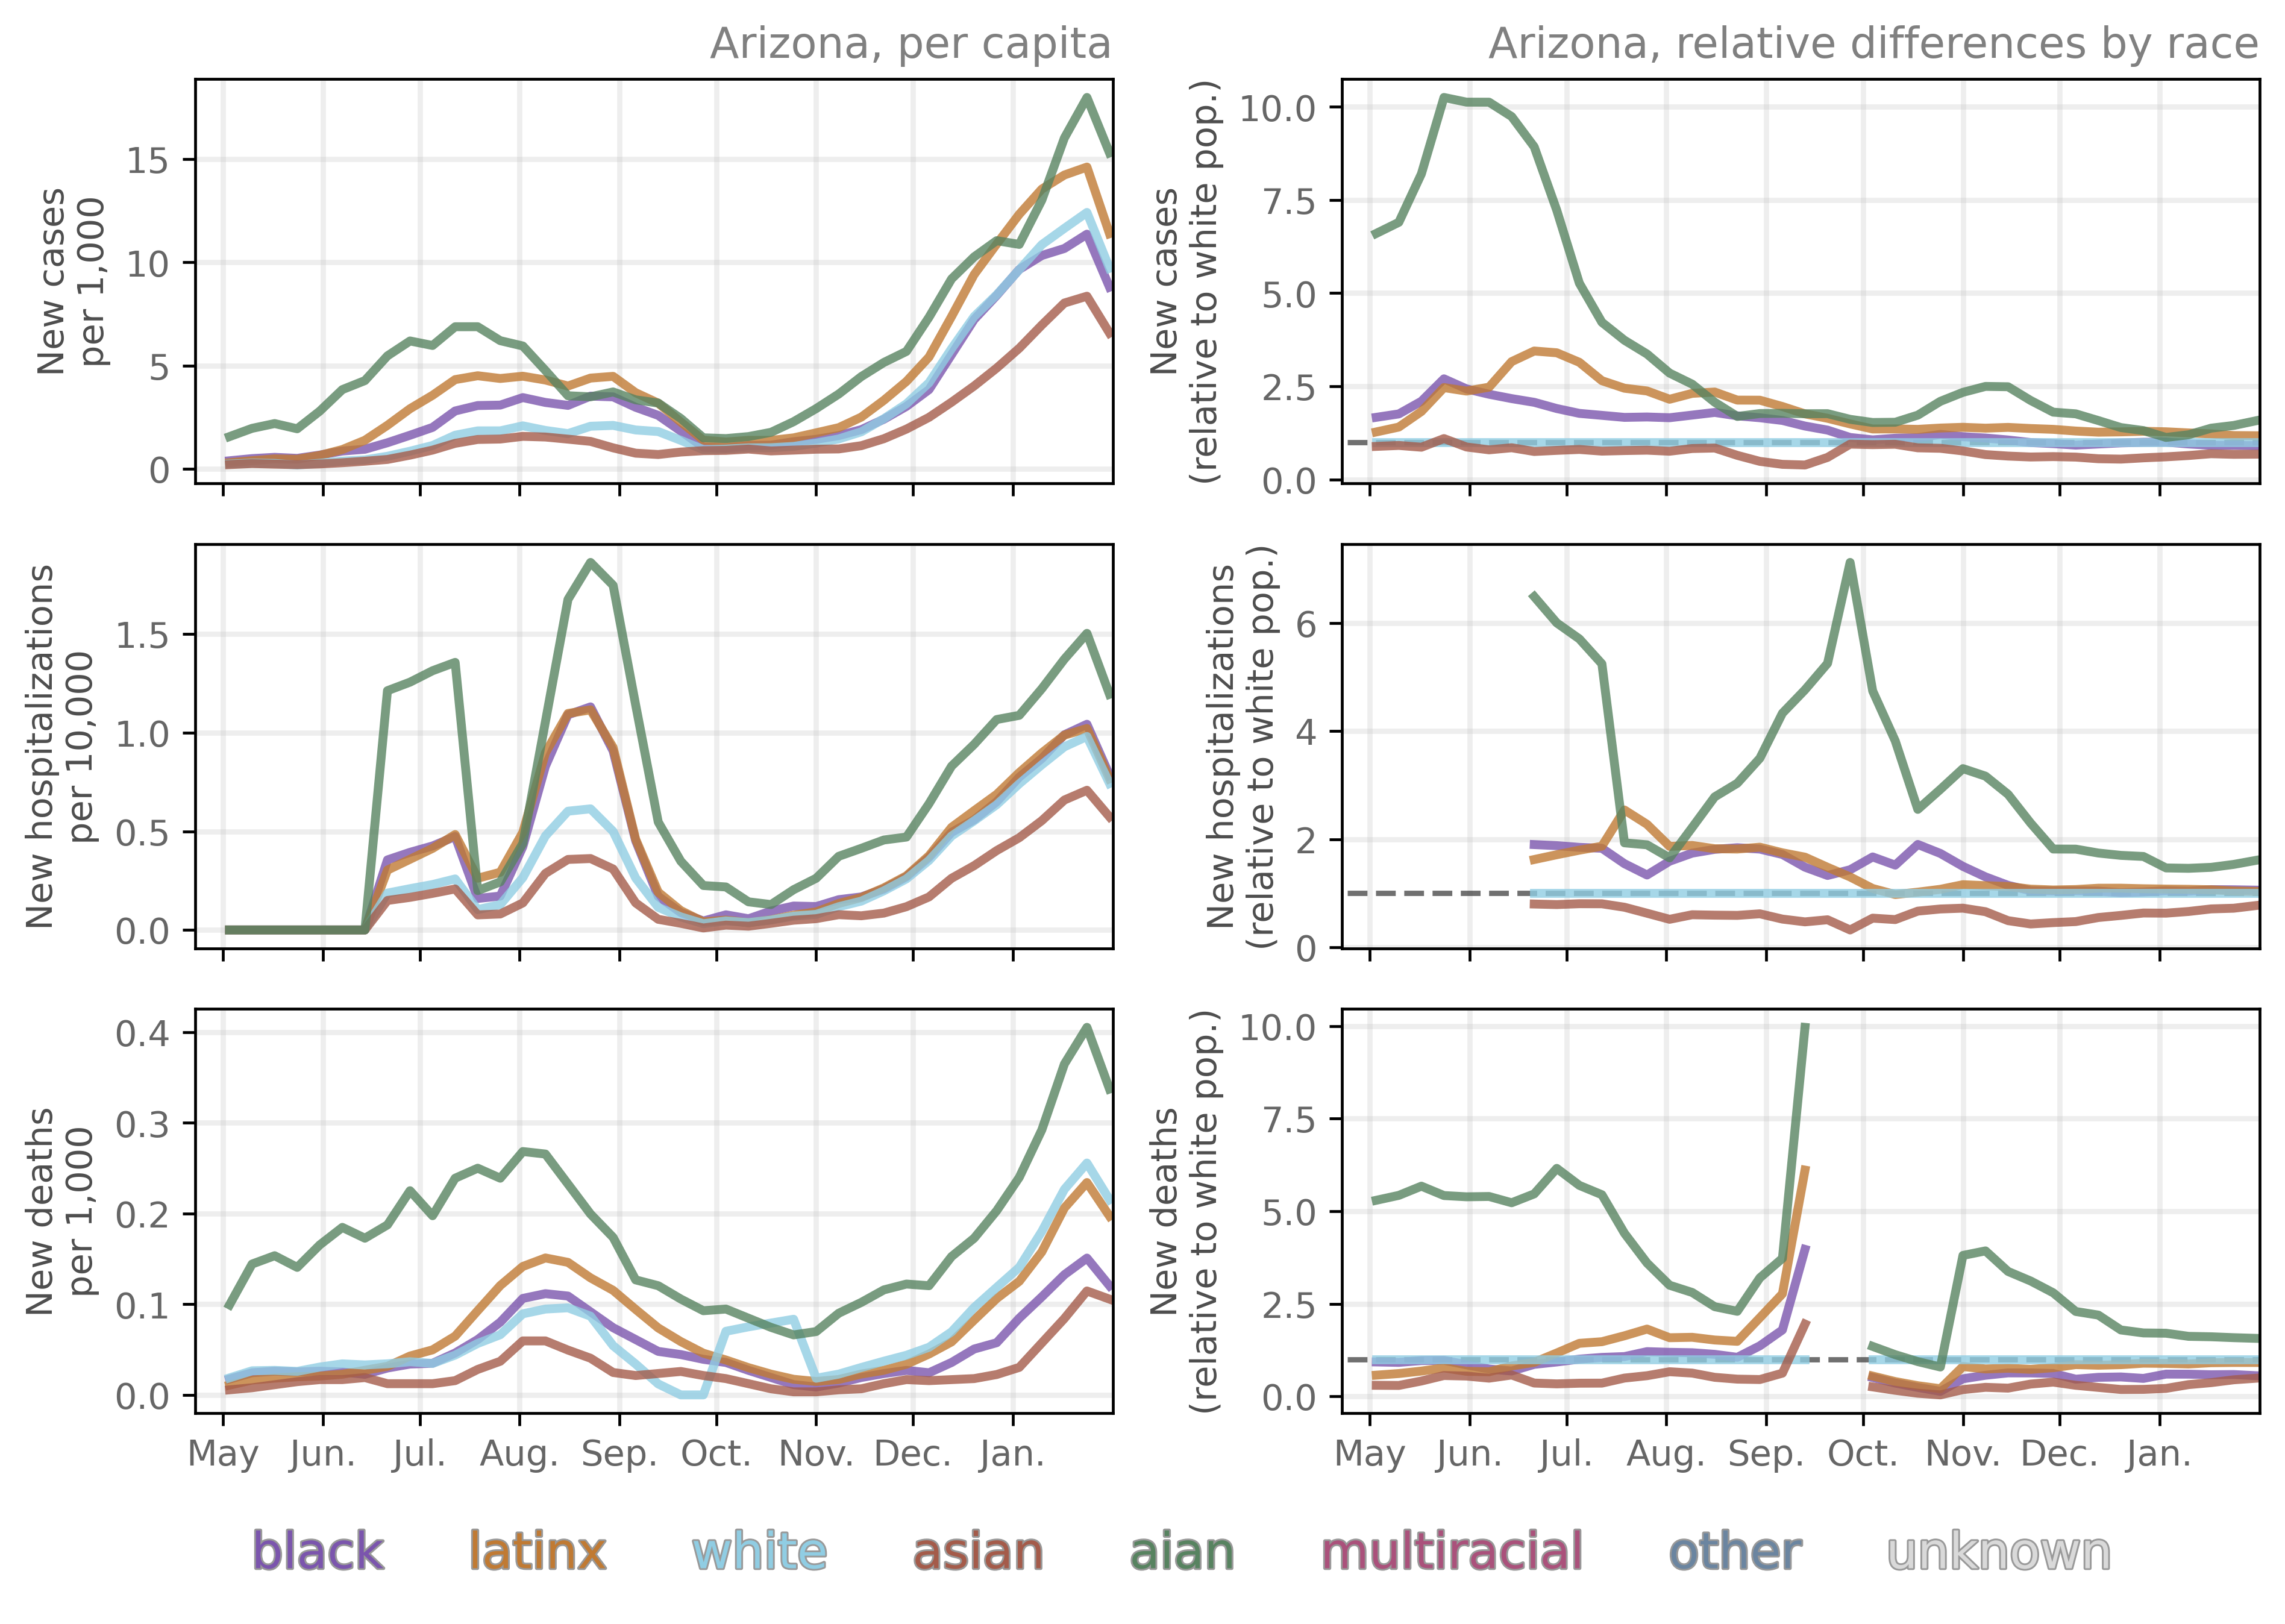 Arizona, per capita
Arizona, relative differences by race
New cases
per 1,000
15
10
5
0
New cases
(relative to white pop.)
10.0
7.5
5.0
2.5
0.0
New hospitalizations
per 10,000
1.5
1.0
0.5
0.0
New hospitalizations
(relative to white pop.)
6
4
2
0
New deaths
per 1,000
0.4
0.3
0.2
0.1
0.0
May Jun. Jul. Aug. Sep. Oct. Nov. Dec. Jan.
New deaths
(relative to white pop.)
10.0
7.5
5.0
2.5
0.0
May Jun. Jul. Aug. Sep. Oct. Nov. Dec. Jan.
black latinx white asian aian multiracial other unknown